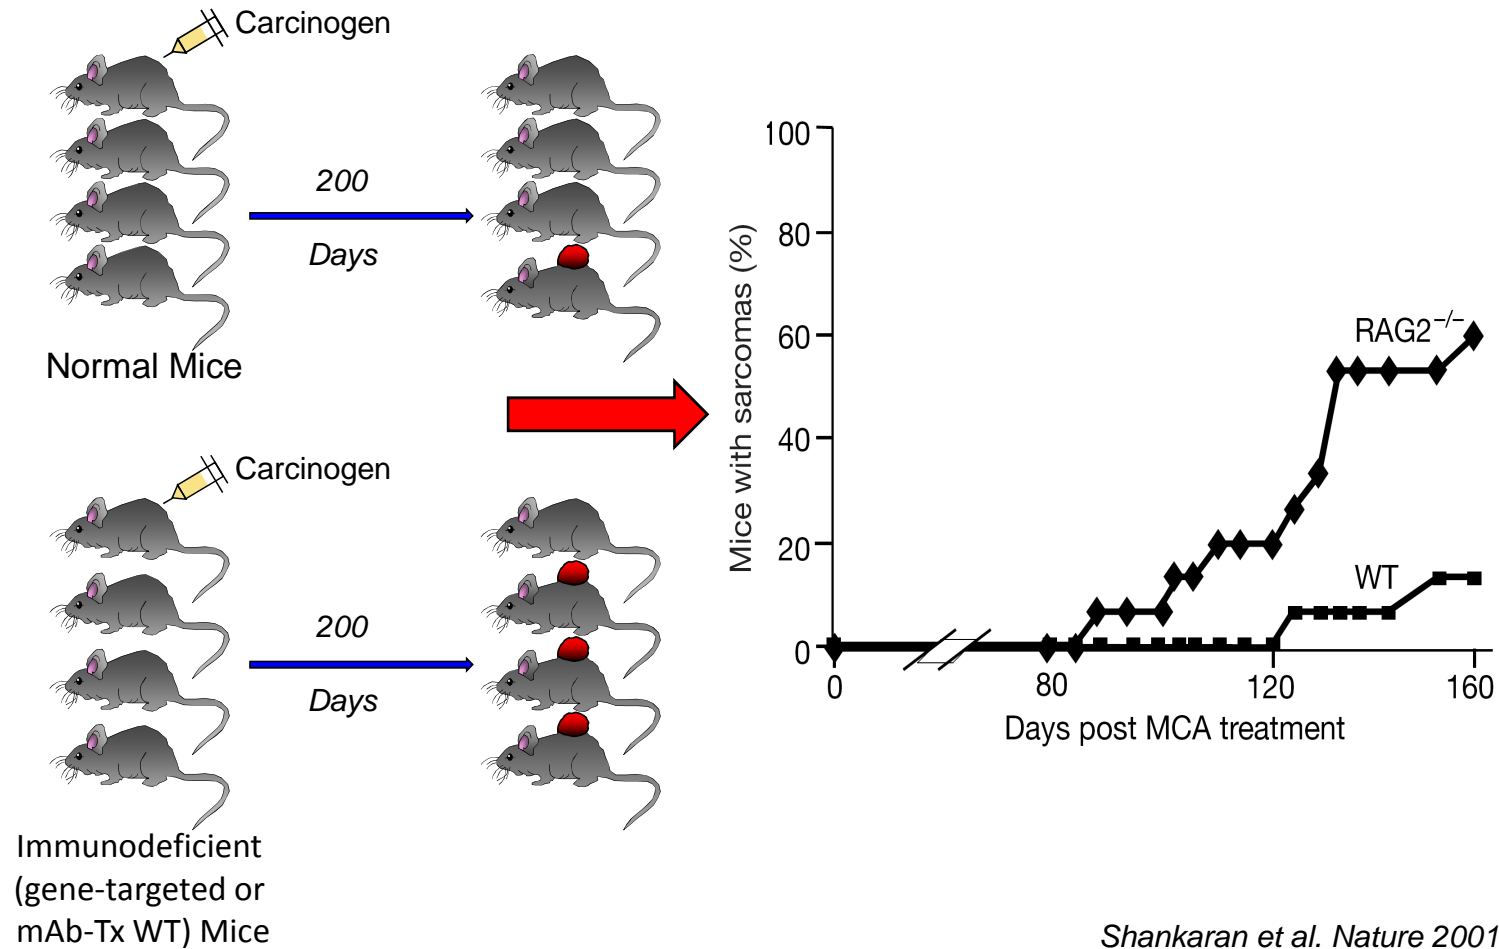 Carcinogen
200
Days
Normal Mice
Carcinogen
200
Days
Immunodeficient
(gene-targeted or
mAb-Tx WT) Mice
Mice with sarcomas (%)
100
80
60
40
20
0
RAG2−/−
WT
0 80 120 160
Days post MCA treatment
Shankaran et al. Nature 2001